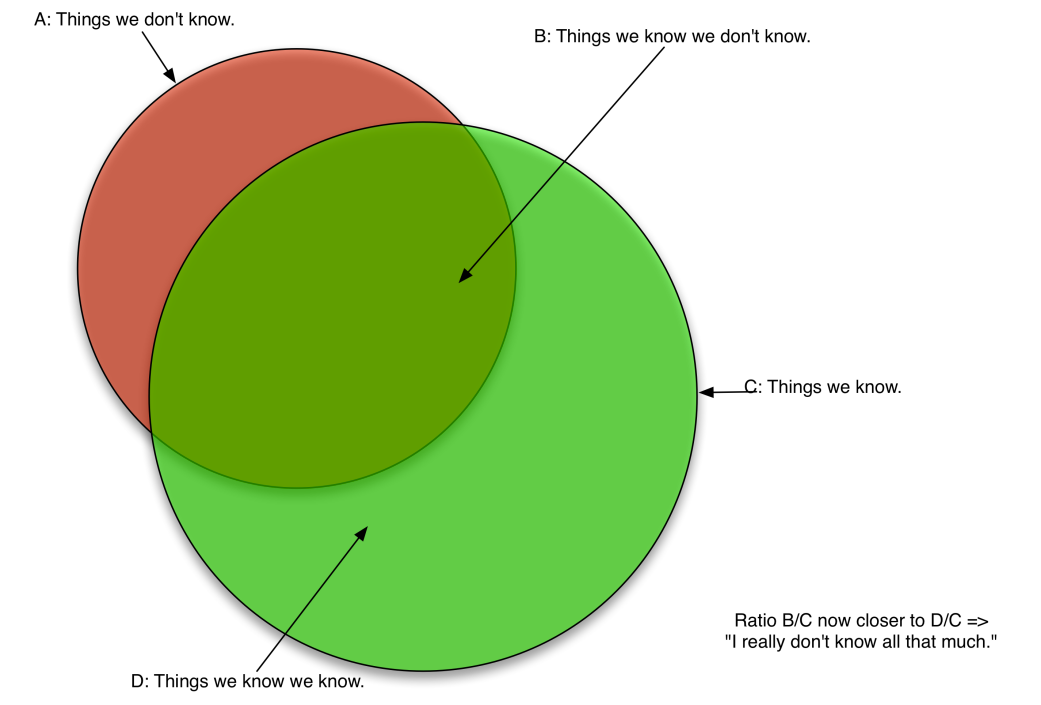 A: Things we don't know.
B: Things we know we don't know.
C: Things we know.
Ratio B/C now closer to D/C =>
"I really don't know all that much."
D: Things we know we know.